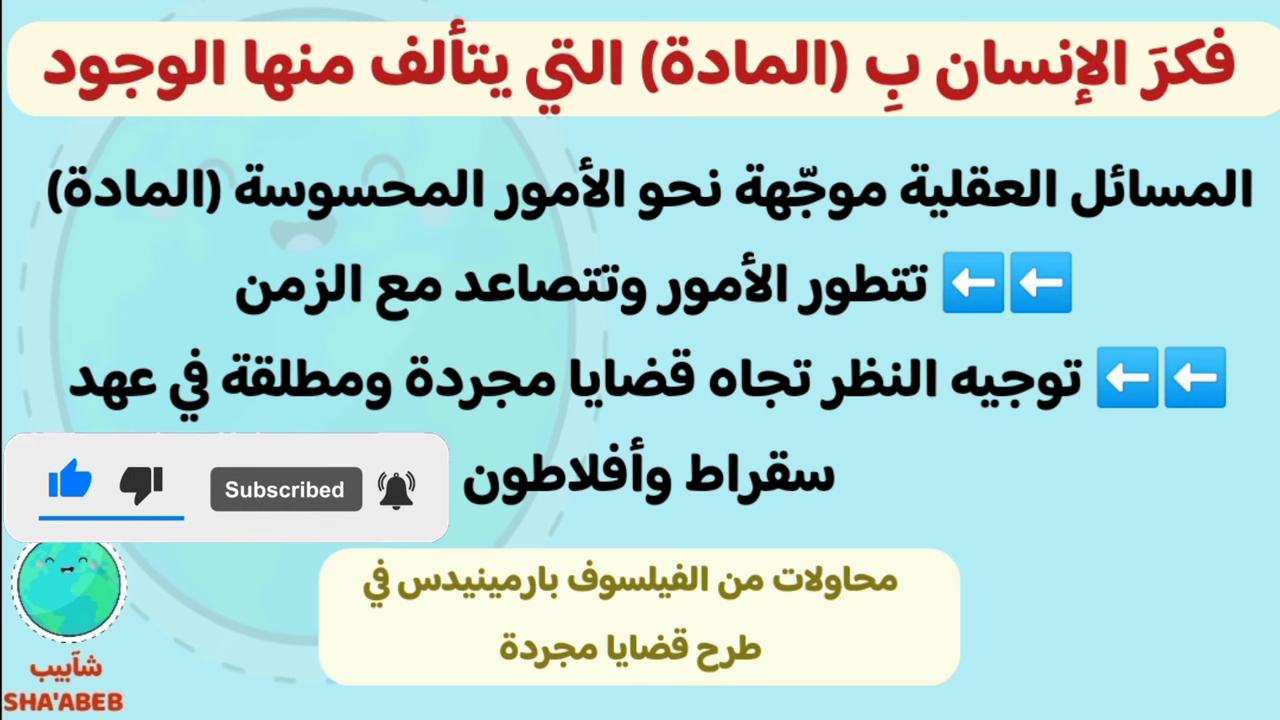 فكرَ الإنسان بِ (المادة) التي يتألف منها الوجود
المسائل العقلية موجّهة نحو الأمور المحسوسة (المادة)
⬅️⬅️ تتطور الأمور وتتصاعد مع الزمن
⬅️⬅️ توجيه النظر تجاه قضايا مجردة ومطلقة في عهد
سقراط وأفلاطون
Subscribed
محاولات من الفيلسوف بارمينيدس في
طرح قضايا مجردة
شآبيب
SHA'ABEB